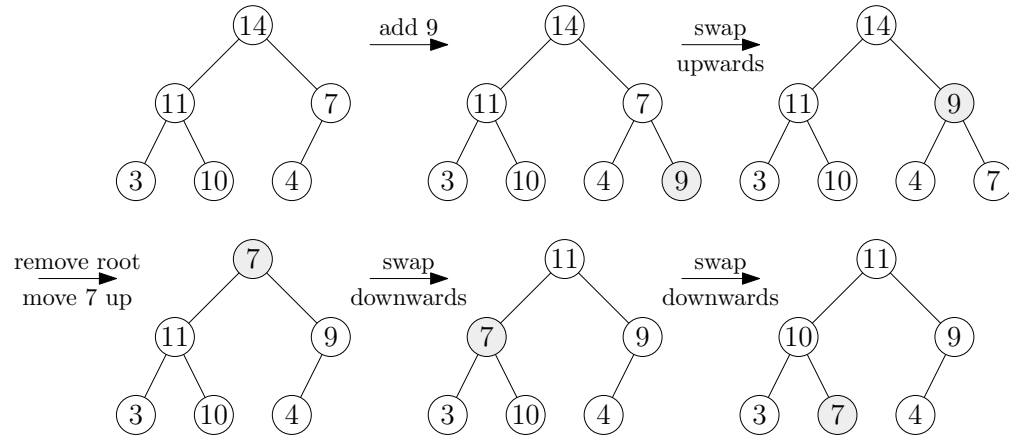 14 add 9 14 swap 14
upwards
11 7 11 7 11 9
3 10 4 3 10 4 9 3 10 4 7
remove root 7 swap 11 swap 11
move 7 up downwards downwards
11 9 7 9 10 9
3 10 4 3 10 4 3 7 4